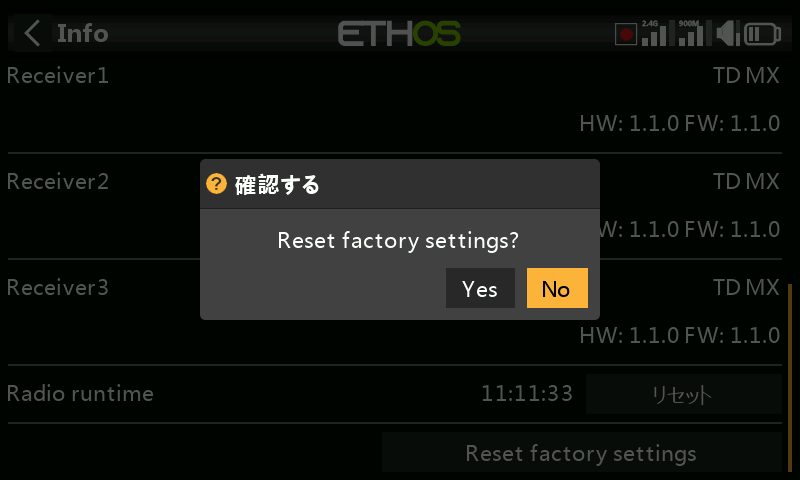 Info
ETHOS
2.4G
900M
Receiver1
TD MX
HW: 1.1.0 FW: 1.1.0
Receiver2
TD MX
W: 1.1.0 FW: 1.1.0
確認する
Reset factory settings?
Yes
No
Receiver3
TD MX
HW: 1.1.0 FW: 1.1.0
Radio runtime
11:11:33
リセット
Reset factory settings